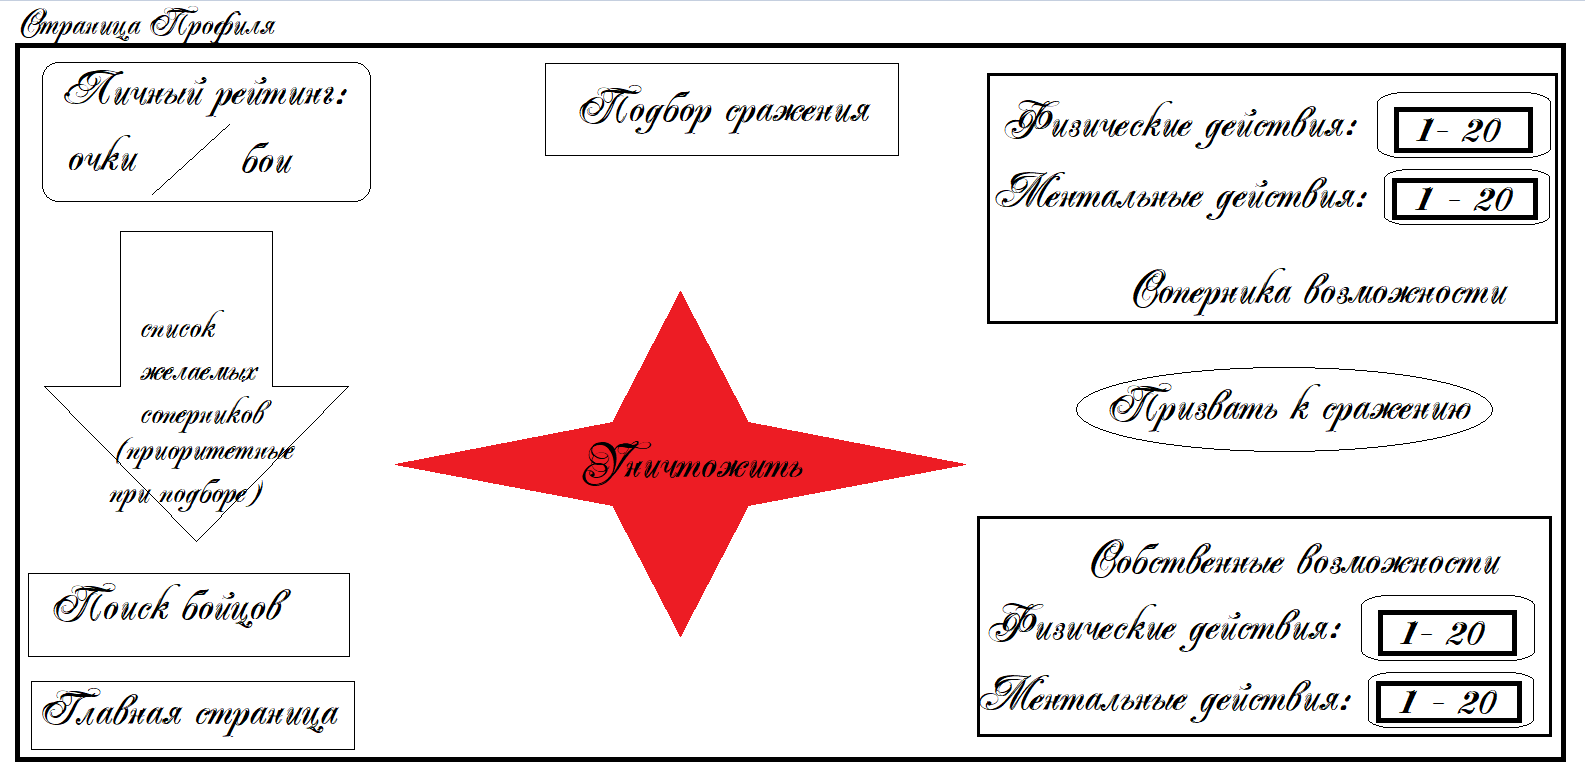 Страница Профиля
Личный рейтинг:
очки / бои
Подбор сражения
Физические действия: 1- 20
Ментальные действия: 1 - 20
Соперника возможности
список
желаемых
соперников
(приоритетные
при подборе)
Уничтожить
Призвать к сражению
Собственные возможности
Физические действия: 1- 20
Ментальные действия: 1 - 20
Поиск бойцов
Главная страница